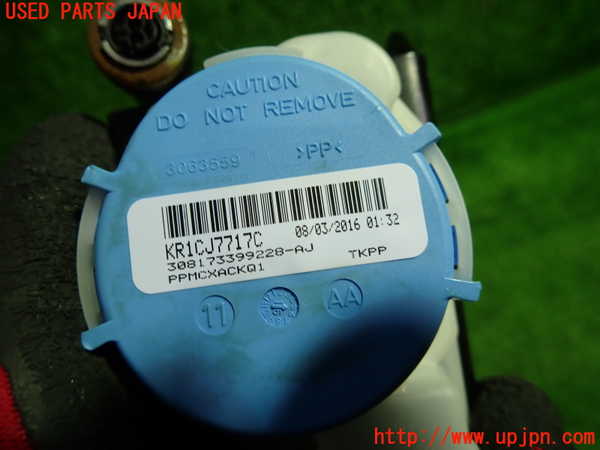 USED PARTS JAPAN
CAUTION
DO NOT REMOVE
3063559
>PP<
KR1CJ7717C
08/03/2016 01:32
308173399228-AJ
TKPP
PPMCXACKQ1
11
AA
http://www.upjpn.com/